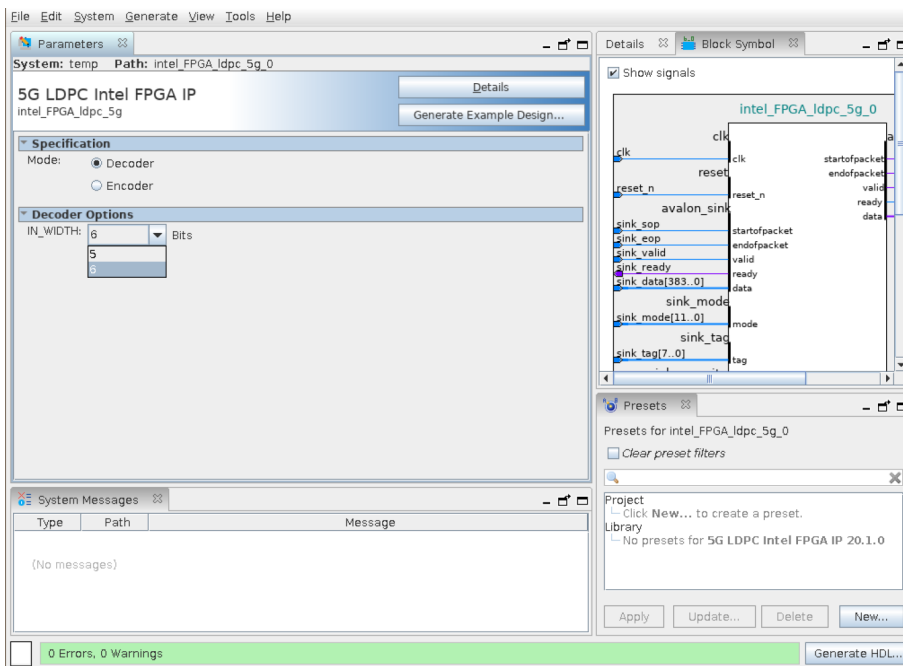 File Edit System Generate View Tools Help
Parameters
System: temp Path: intel_FPGA_ldpc_5g_0
5G LDPC Intel FPGA IP
intel_FPGA_ldpc_5g
Details
Generate Example Design...
Specification
Mode:
Decoder
Encoder
Decoder Options
IN_WIDTH: 6 Bits
5
6
System Messages
Type Path Message
(No messages)
0 Errors, 0 Warnings
Details Block Symbol
Show signals
intel_FPGA_ldpc_5g_0
clk
a
clk
clk
startofpacket
reset
endofpacket
valid
reset_n
reset_n
ready
avalon_sink
data
sink_sop
startofpacket
sink_eop
endofpacket
sink_valid
valid
sink_ready
ready
sink_data[383..0]
data
sink_mode
sink_mode[11..0]
mode
sink_tag
sink_tag[7..0]
tag
Presets
Presets for intel_FPGA_ldpc_5g_0
Clear preset filters
Project
Click New... to create a preset.
Library
No presets for 5G LDPC Intel FPGA IP 20.1.0
Apply Update... Delete New...
Generate HDL...